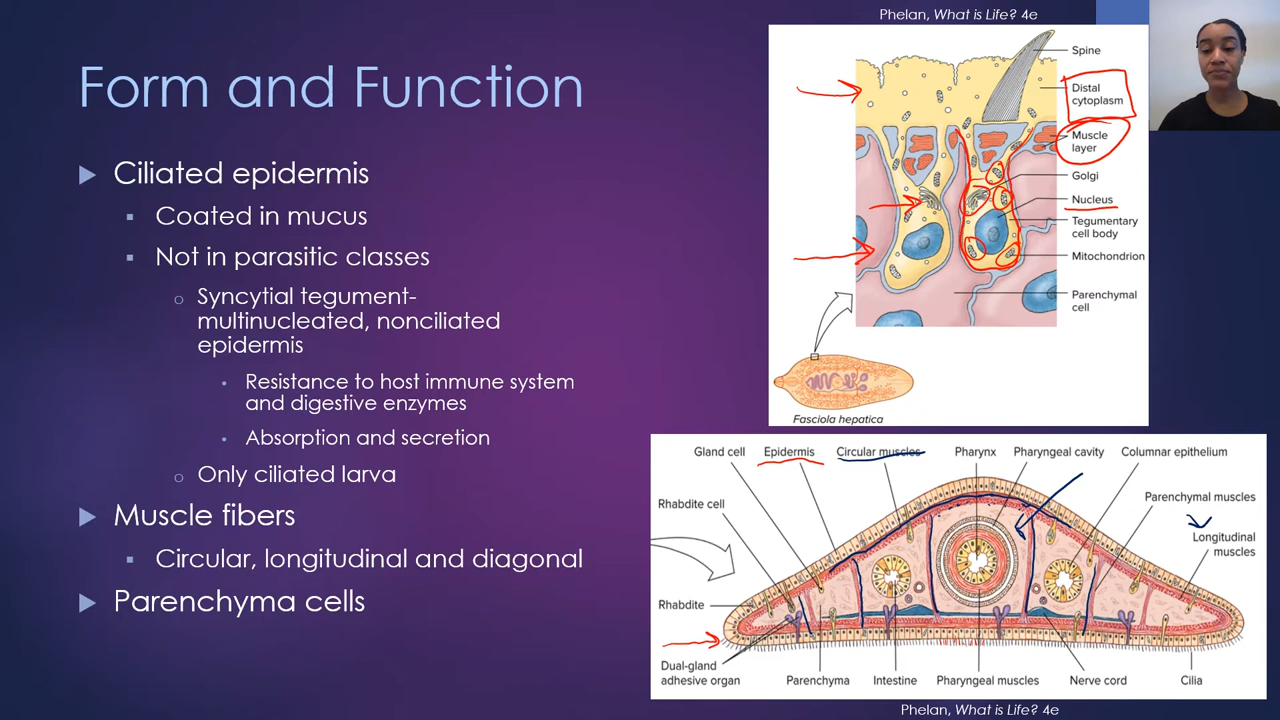 Phelan, What is Life? 4e
Form and Function
Ciliated epidermis
Coated in mucus
Not in parasitic classes
Syncytial tegument-
multinucleated, nonciliated
epidermis
Resistance to host immune system
and digestive enzymes
Absorption and secretion
Only ciliated larva
Muscle fibers
Circular, longitudinal and diagonal
Parenchyma cells
Spine
Distal
cytoplasm
Muscle
layer
Golgi
Nucleus
Tegumentary
cell body
Mitochondrion
Parenchymal
cell
Fasciola hepatica
Gland cell
Epidermis
Circular muscles
Pharynx
Pharyngeal cavity
Columnar epithelium
Rhabdite cell
Parenchymal muscles
Longitudinal
muscles
Rhabdite
Dual-gland
adhesive organ
Parenchyma
Intestine
Pharyngeal muscles
Nerve cord
Cilia
Phelan, What is Life? 4e